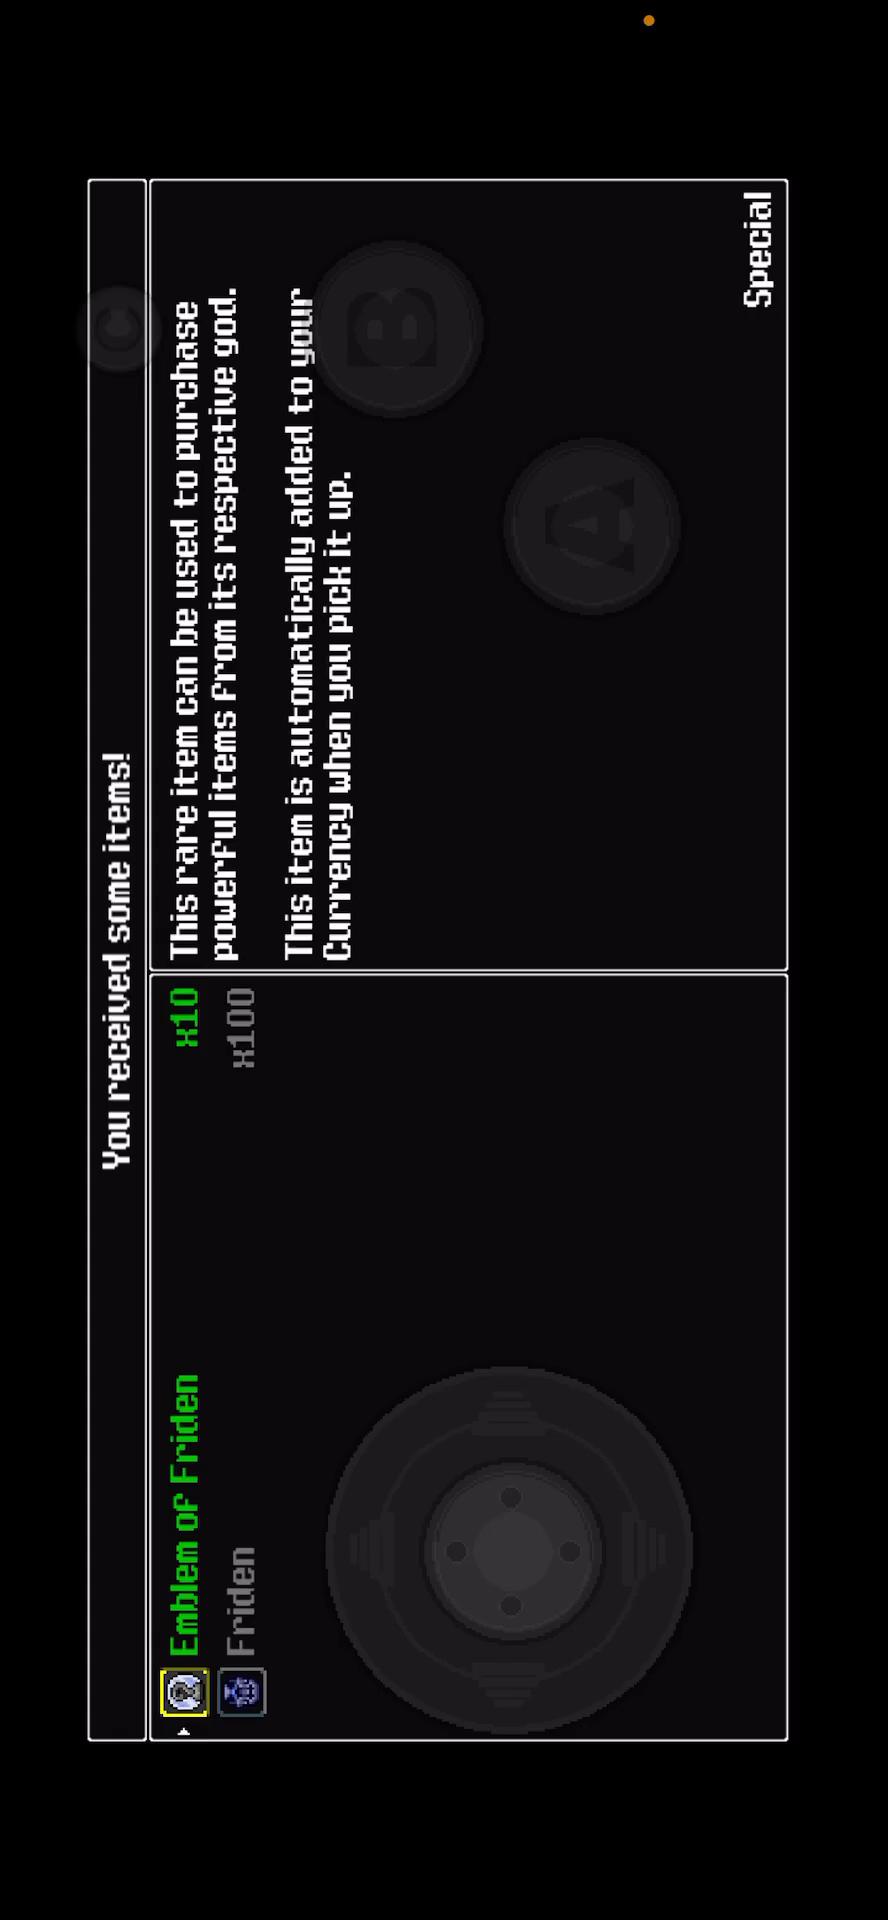 You received some items!
Emblem of Friden x10
Friden x100
This rare item can be used to purchase
powerful items from its respective god.
This item is automatically added to your
Currency when you pick it up.
Special
C
B
A